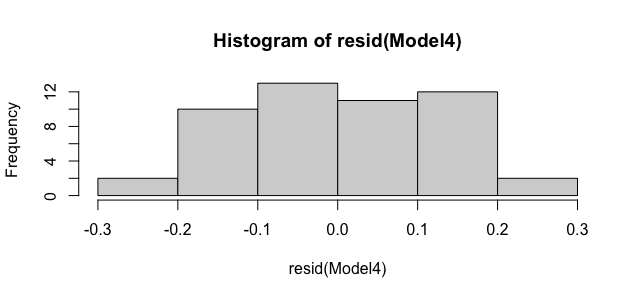 Histogram of resid(Model4)
Frequency
12
8
4
0
-0.3 -0.2 -0.1 0.0 0.1 0.2 0.3
resid(Model4)